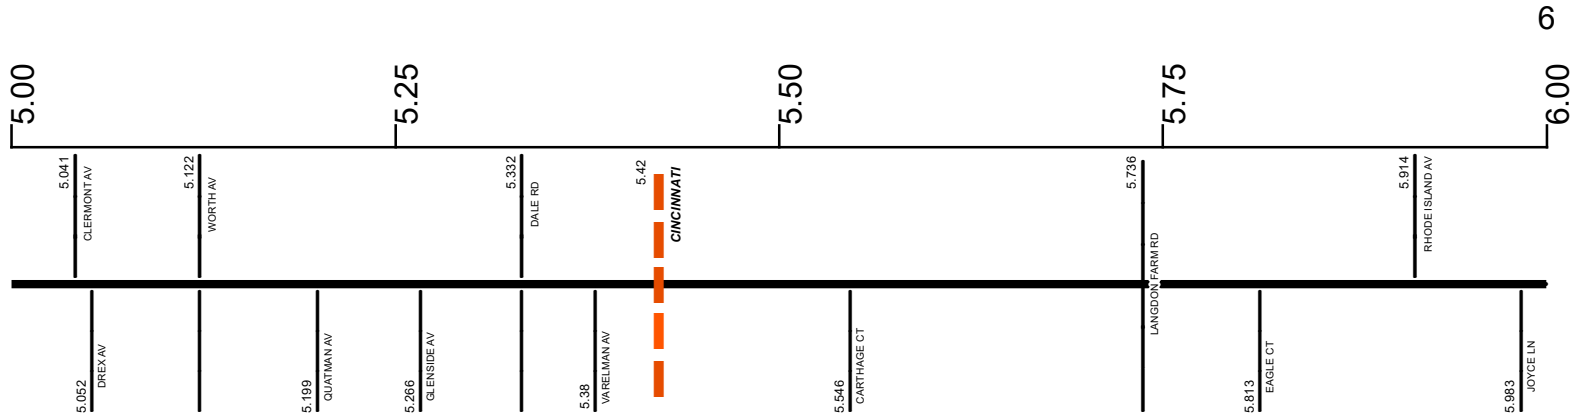 6
5.00
5.25
5.50
5.75
6.00
5.041
CLERMONT AV
5.122
WORTH AV
5.332
DALE RD
5.42
CINCINNATI
5.736
LANGDON FARM RD
5.914
RHODE ISLAND AV
5.052
DREX AV
5.199
QUATMAN AV
5.266
GLENSIDE AV
5.38
VARELMAN AV
5.546
CARTHAGE CT
5.813
EAGLE CT
5.983
JOYCE LN